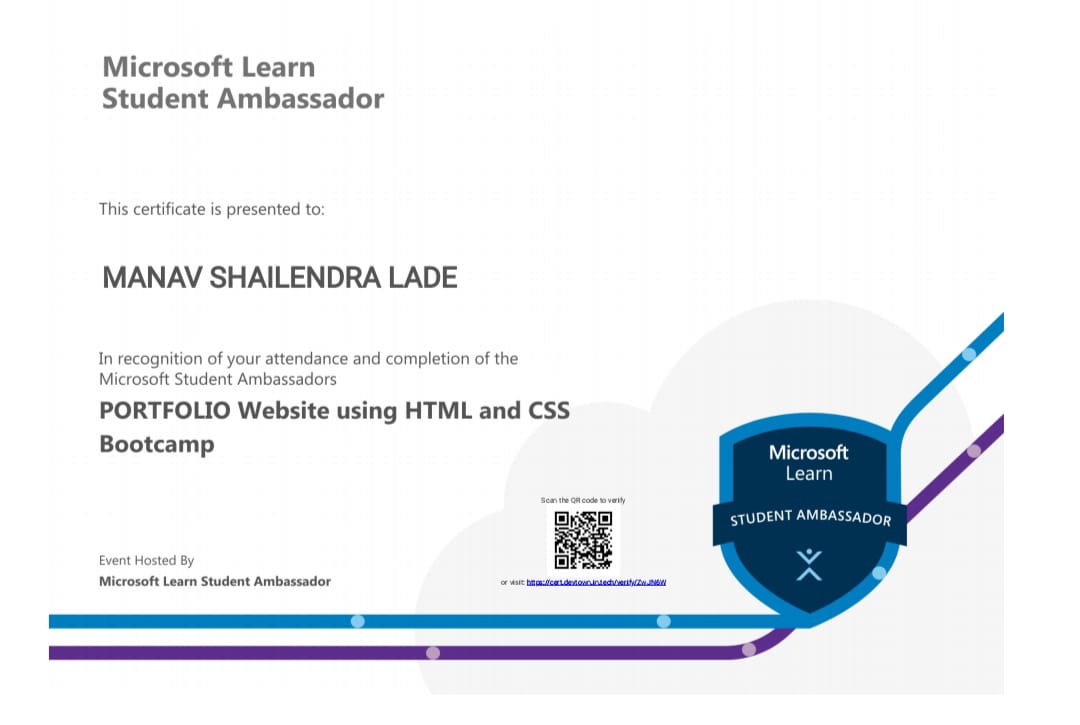 Microsoft Learn
Student Ambassador
This certificate is presented to:
MANAV SHAILENDRA LADE
In recognition of your attendance and completion of the
Microsoft Student Ambassadors
PORTFOLIO Website using HTML and CSS
Bootcamp
Scan the QR code to verify
or visit: https://cert.devtown.in.tech/verify/ZwJN6W
Event Hosted By
Microsoft Learn Student Ambassador
Microsoft
Learn
STUDENT AMBASSADOR